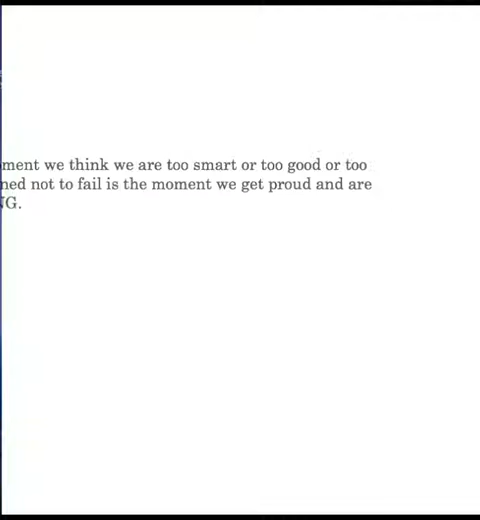 ment we think we are too smart or too good or too
ned not to fail is the moment we get proud and are
G.